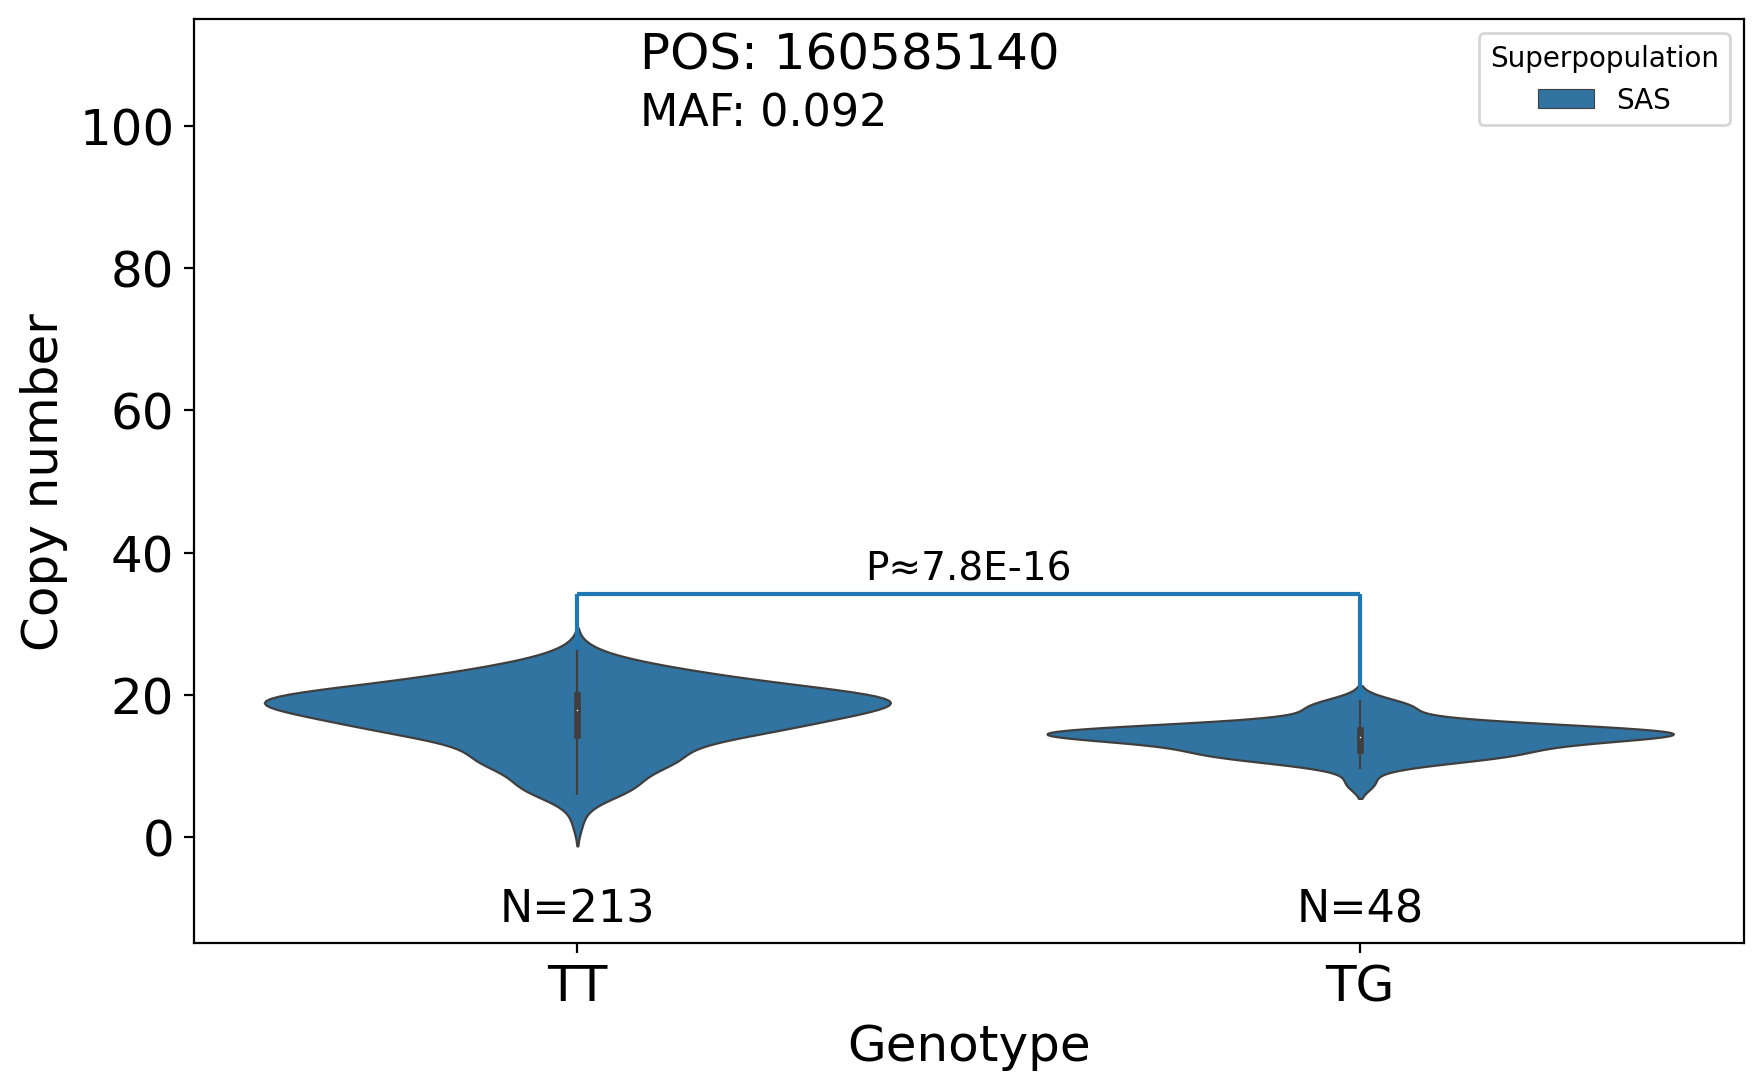 POS: 160585140
MAF: 0.092
Superpopulation
SAS
100
80
60
40
20
0
Copy number
P≈7.8E-16
N=213
N=48
TT
TG
Genotype